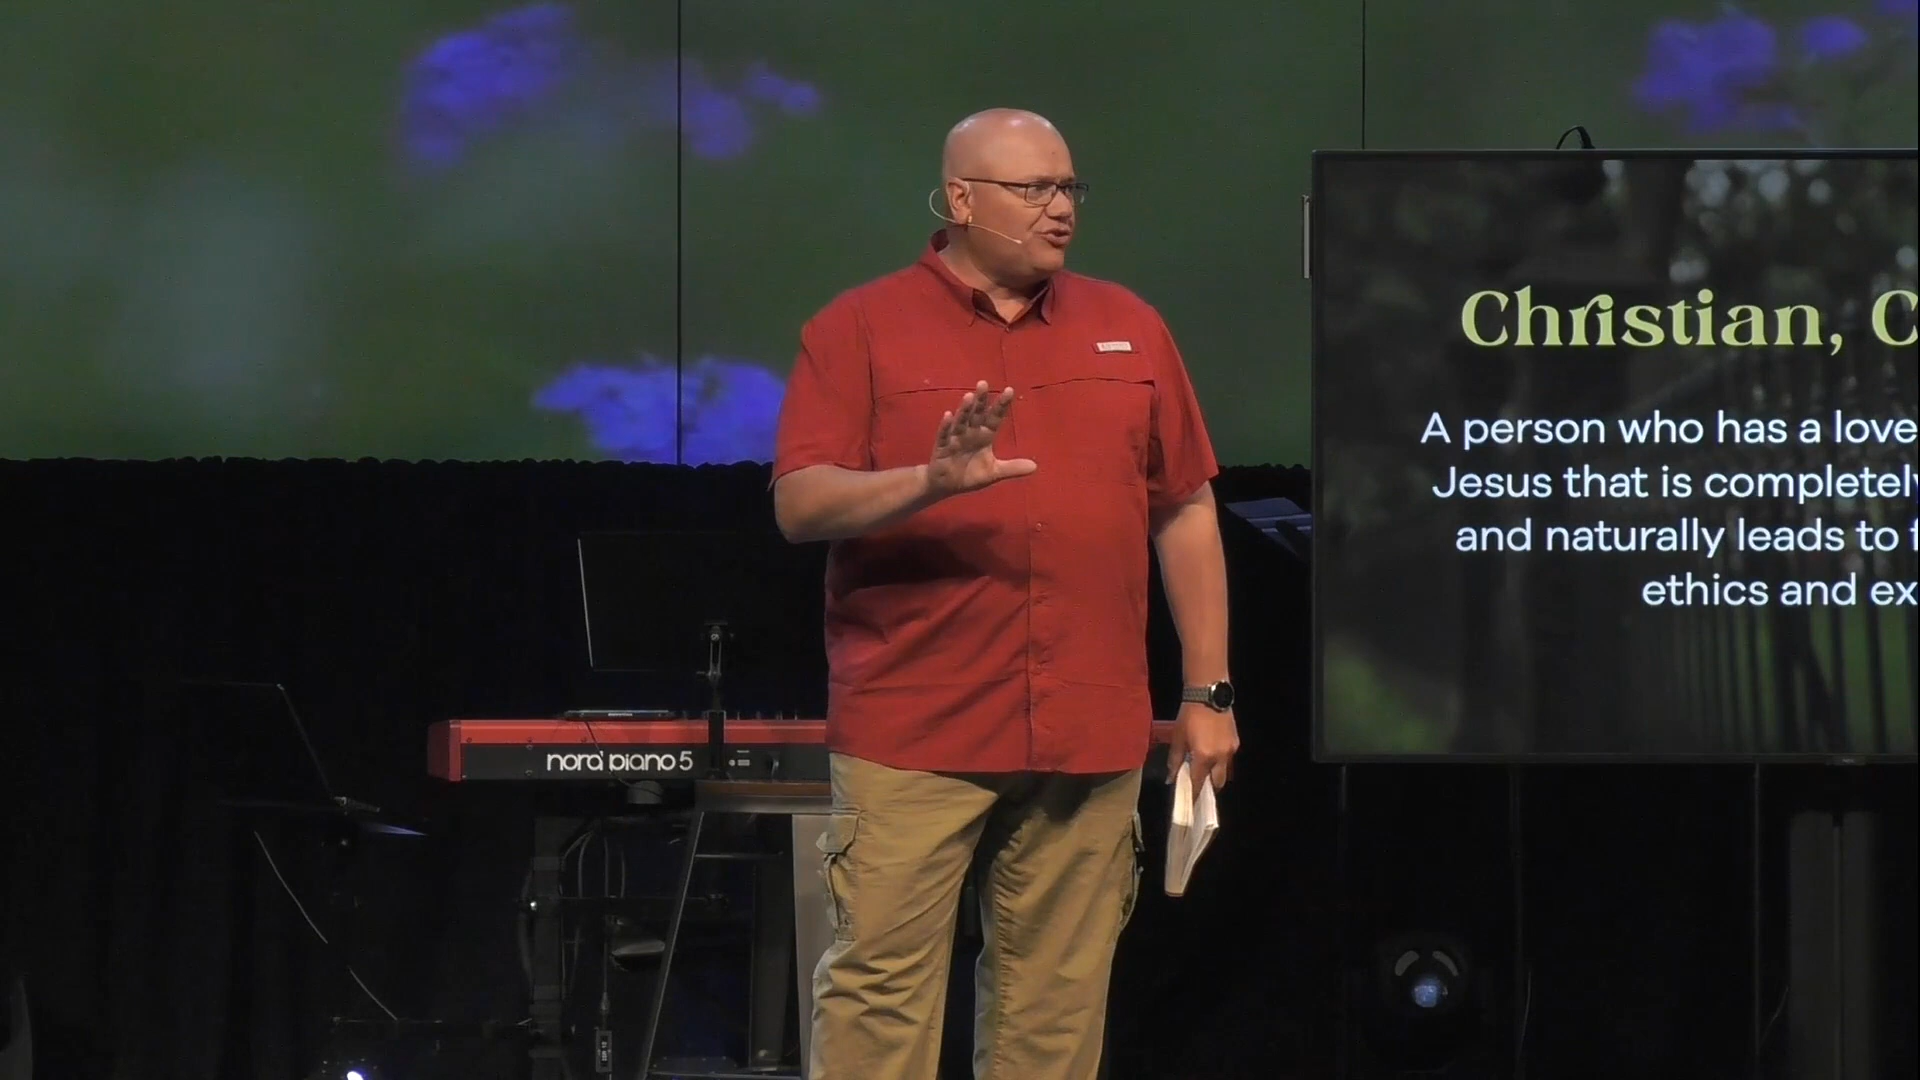 Christian, C
A person who has a love
Jesus that is completely
and naturally leads to f
ethics and ex
nord piano 5